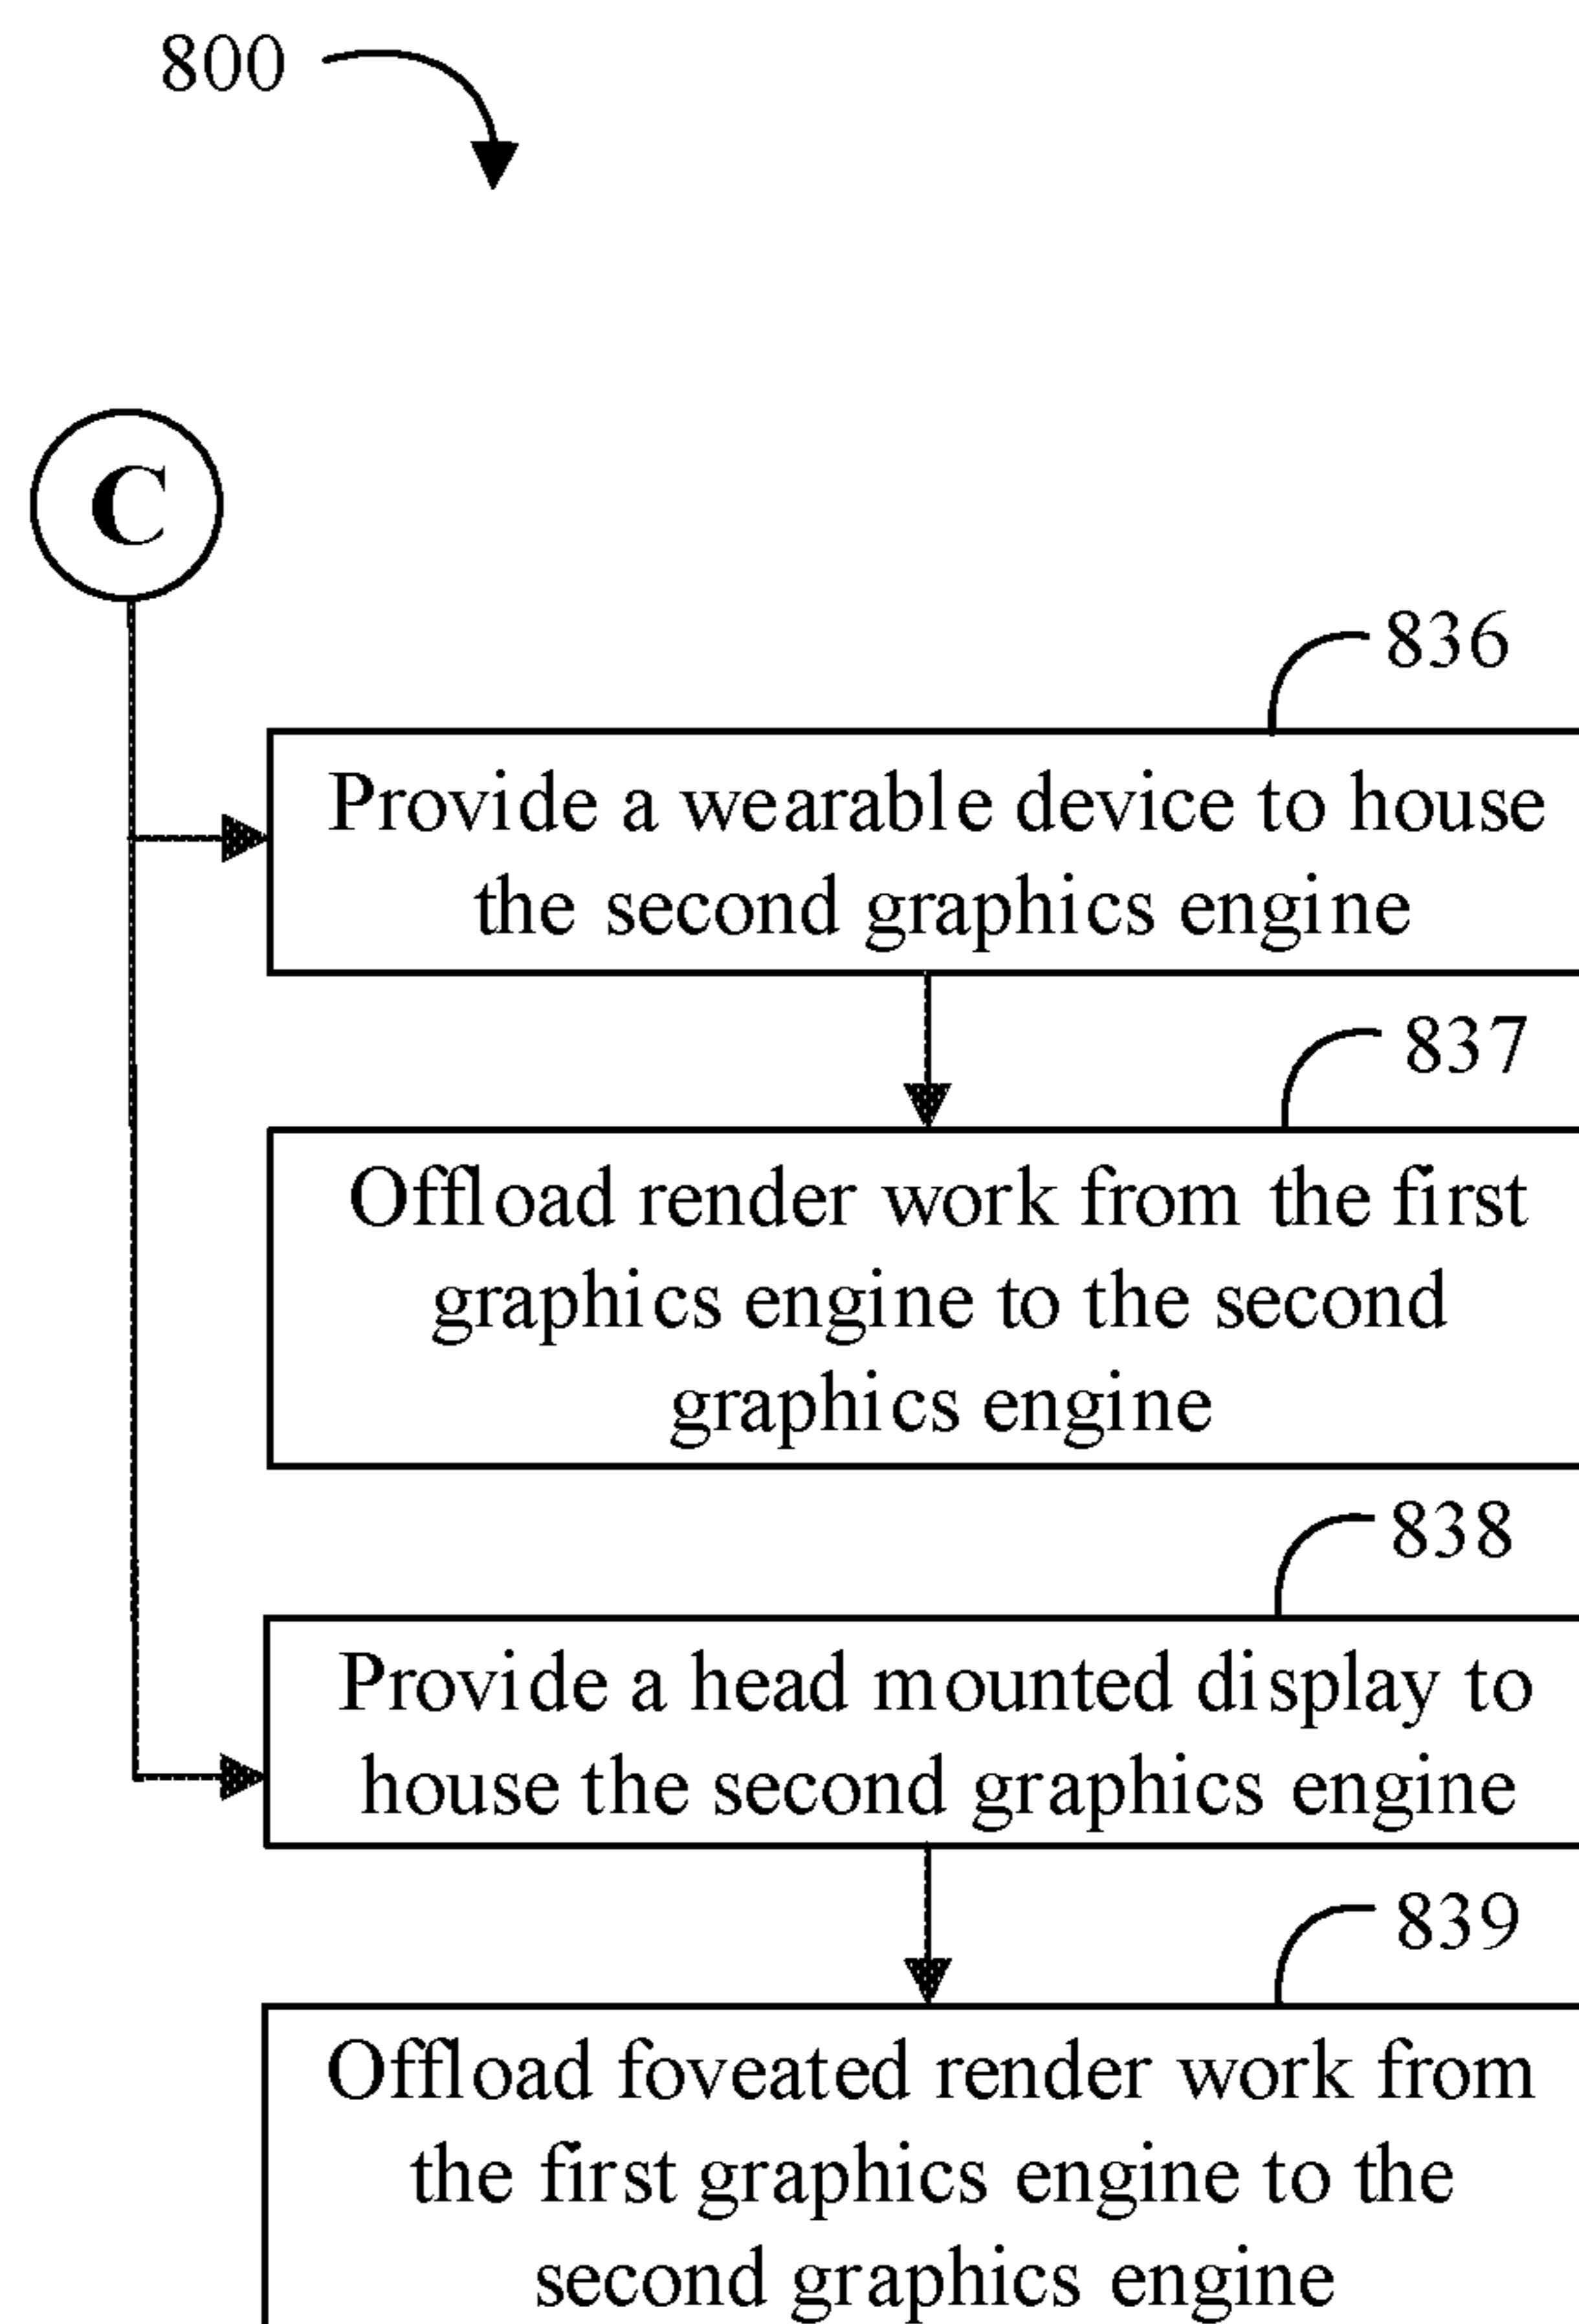 800
C
836
Provide a wearable device to house
the second graphics engine
837
Offload render work from the first
graphics engine to the second
graphics engine
838
Provide a head mounted display to
house the second graphics engine
839
Offload foveated render work from
the first graphics engine to the
second graphics engine